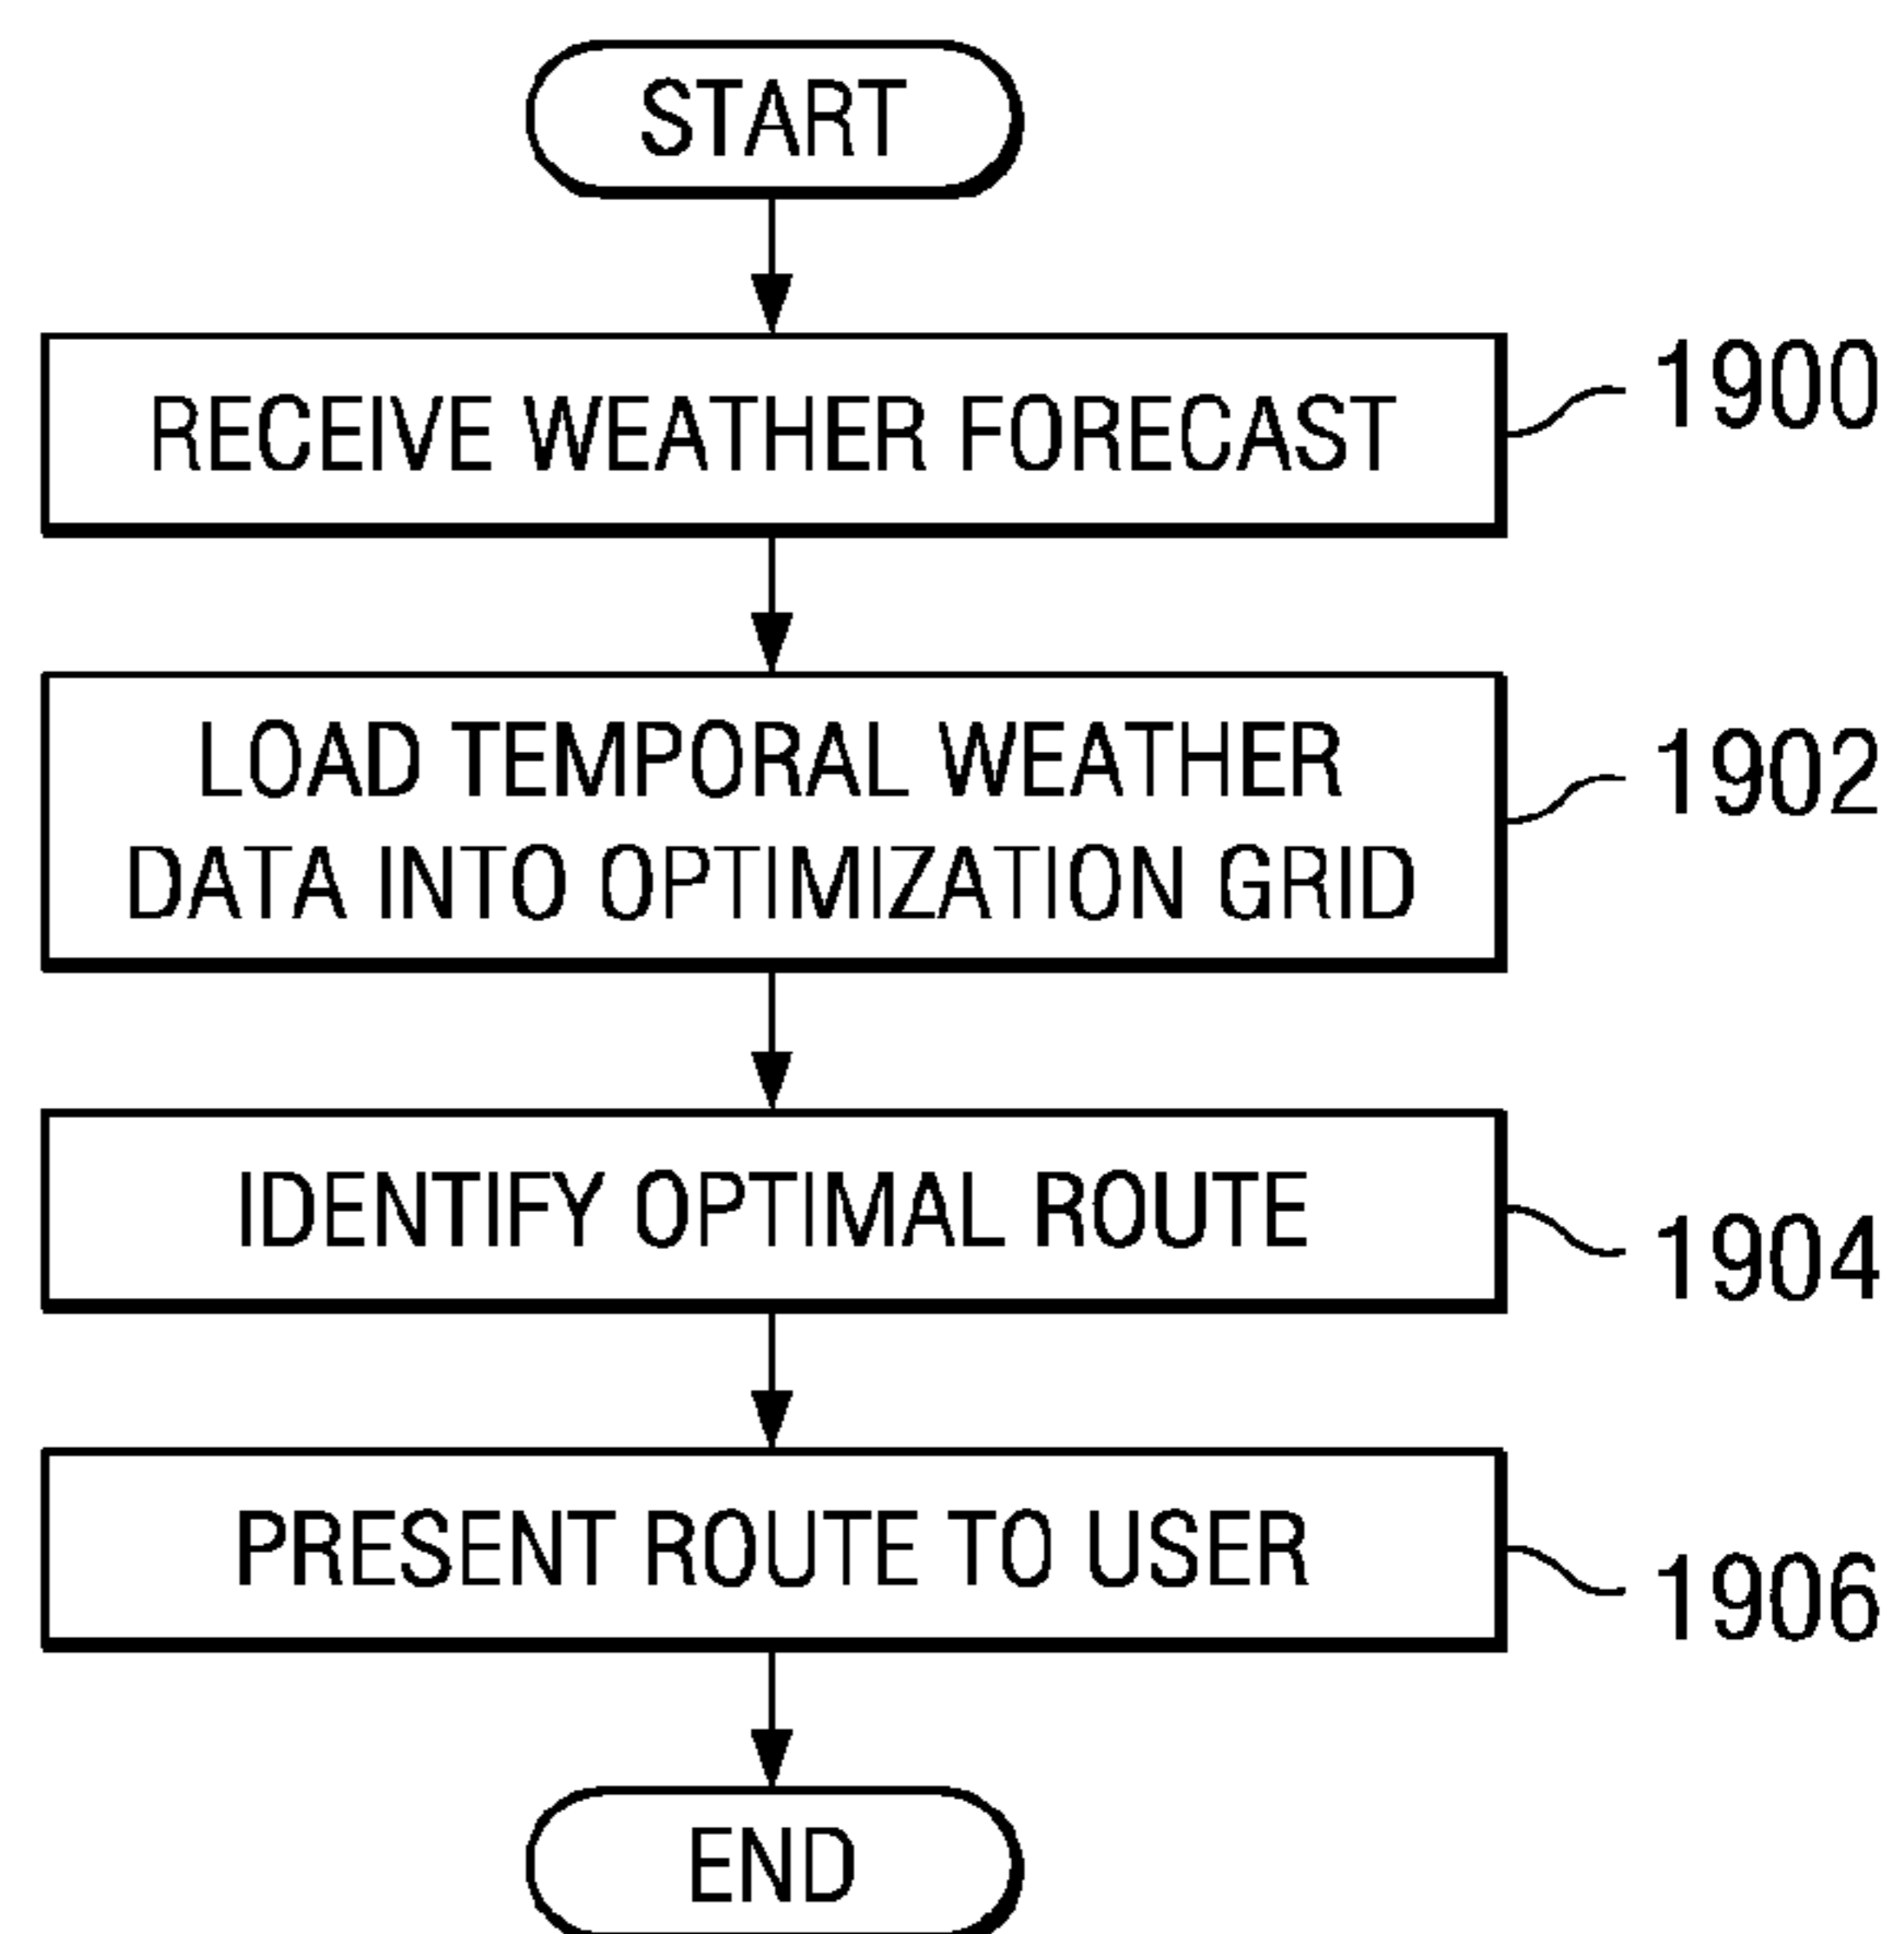 START
RECEIVE WEATHER FORECAST
1900
LOAD TEMPORAL WEATHER
DATA INTO OPTIMIZATION GRID
1902
IDENTIFY OPTIMAL ROUTE
1904
PRESENT ROUTE TO USER
1906
END